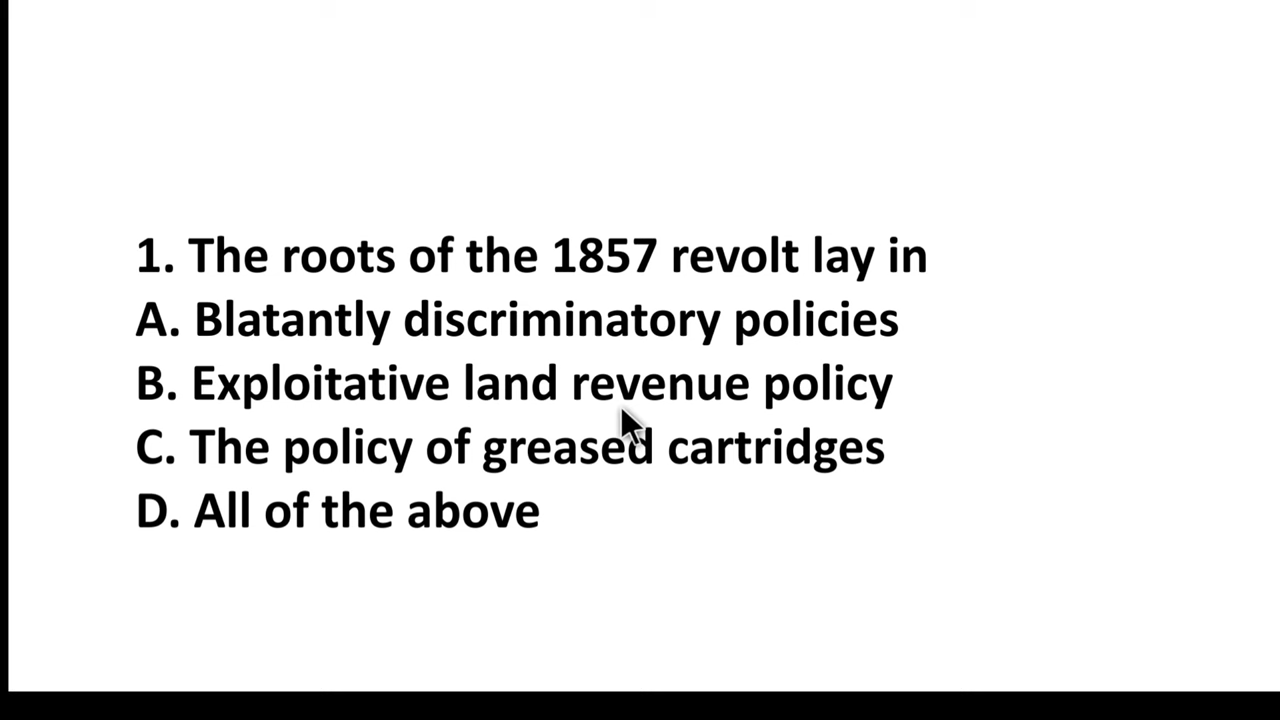 1. The roots of the 1857 revolt lay in
A. Blatantly discriminatory policies
B. Exploitative land revenue policy
C. The policy of greased cartridges
D. All of the above